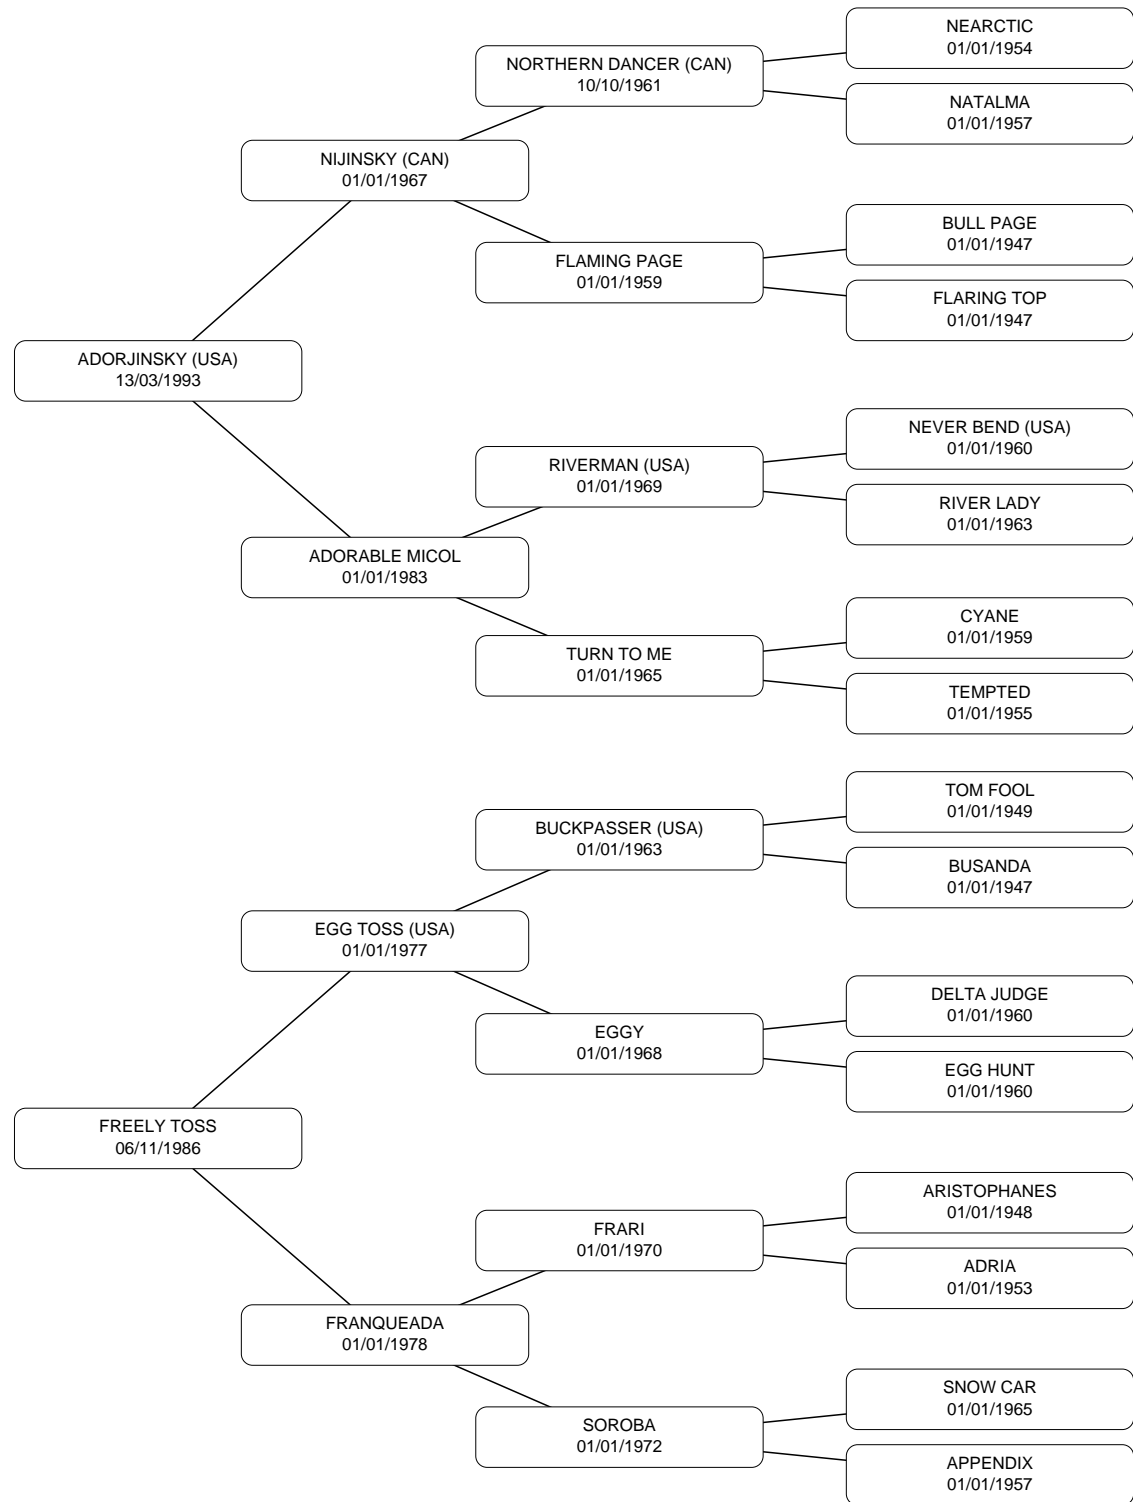 NEARCTIC
01/01/1954
NORTHERN DANCER (CAN)
10/10/1961
NATALMA
01/01/1957
NIJINSKY (CAN)
01/01/1967
BULL PAGE
01/01/1947
FLAMING PAGE
01/01/1959
FLARING TOP
01/01/1947
ADORJINSKY (USA)
13/03/1993
NEVER BEND (USA)
01/01/1960
RIVERMAN (USA)
01/01/1969
RIVER LADY
01/01/1963
ADORABLE MICOL
01/01/1983
CYANE
01/01/1959
TURN TO ME
01/01/1965
TEMPTED
01/01/1955
TOM FOOL
01/01/1949
BUCKPASSER (USA)
01/01/1963
BUSANDA
01/01/1947
EGG TOSS (USA)
01/01/1977
DELTA JUDGE
01/01/1960
EGGY
01/01/1968
EGG HUNT
01/01/1960
FREELY TOSS
06/11/1986
ARISTOPHANES
01/01/1948
FRARI
01/01/1970
ADRIA
01/01/1953
FRANQUEADA
01/01/1978
SNOW CAR
01/01/1965
SOROBA
01/01/1972
APPENDIX
01/01/1957